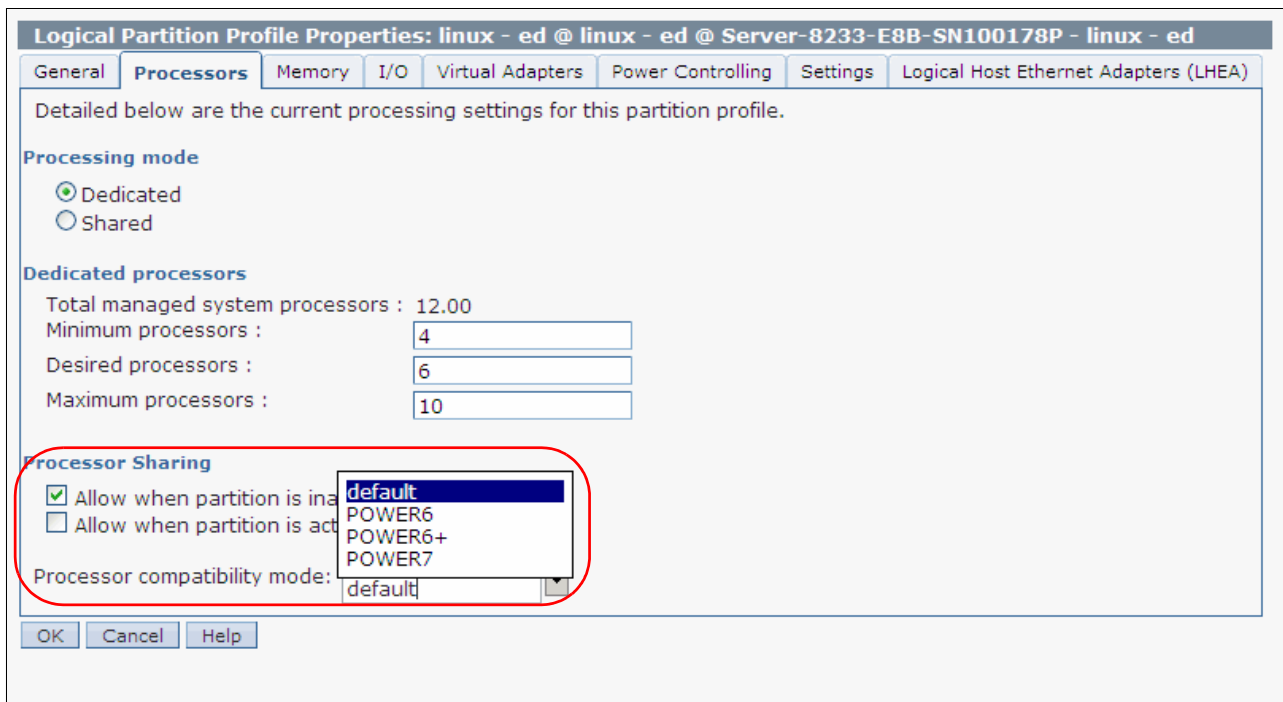 Logical Partition Profile Properties: linux - ed @ linux - ed @ Server-8233-E8B-SN100178P - linux - ed
General Processors Memory I/O Virtual Adapters Power Controlling Settings Logical Host Ethernet Adapters (LHEA)
Detailed below are the current processing settings for this partition profile.
Processing mode
Dedicated
Shared
Dedicated processors
Total managed system processors : 12.00
Minimum processors : 4
Desired processors : 6
Maximum processors : 10
Processor Sharing
Allow when partition is ina
Allow when partition is act
default
POWER6
POWER6+
POWER7
Processor compatibility mode: default
OK Cancel Help